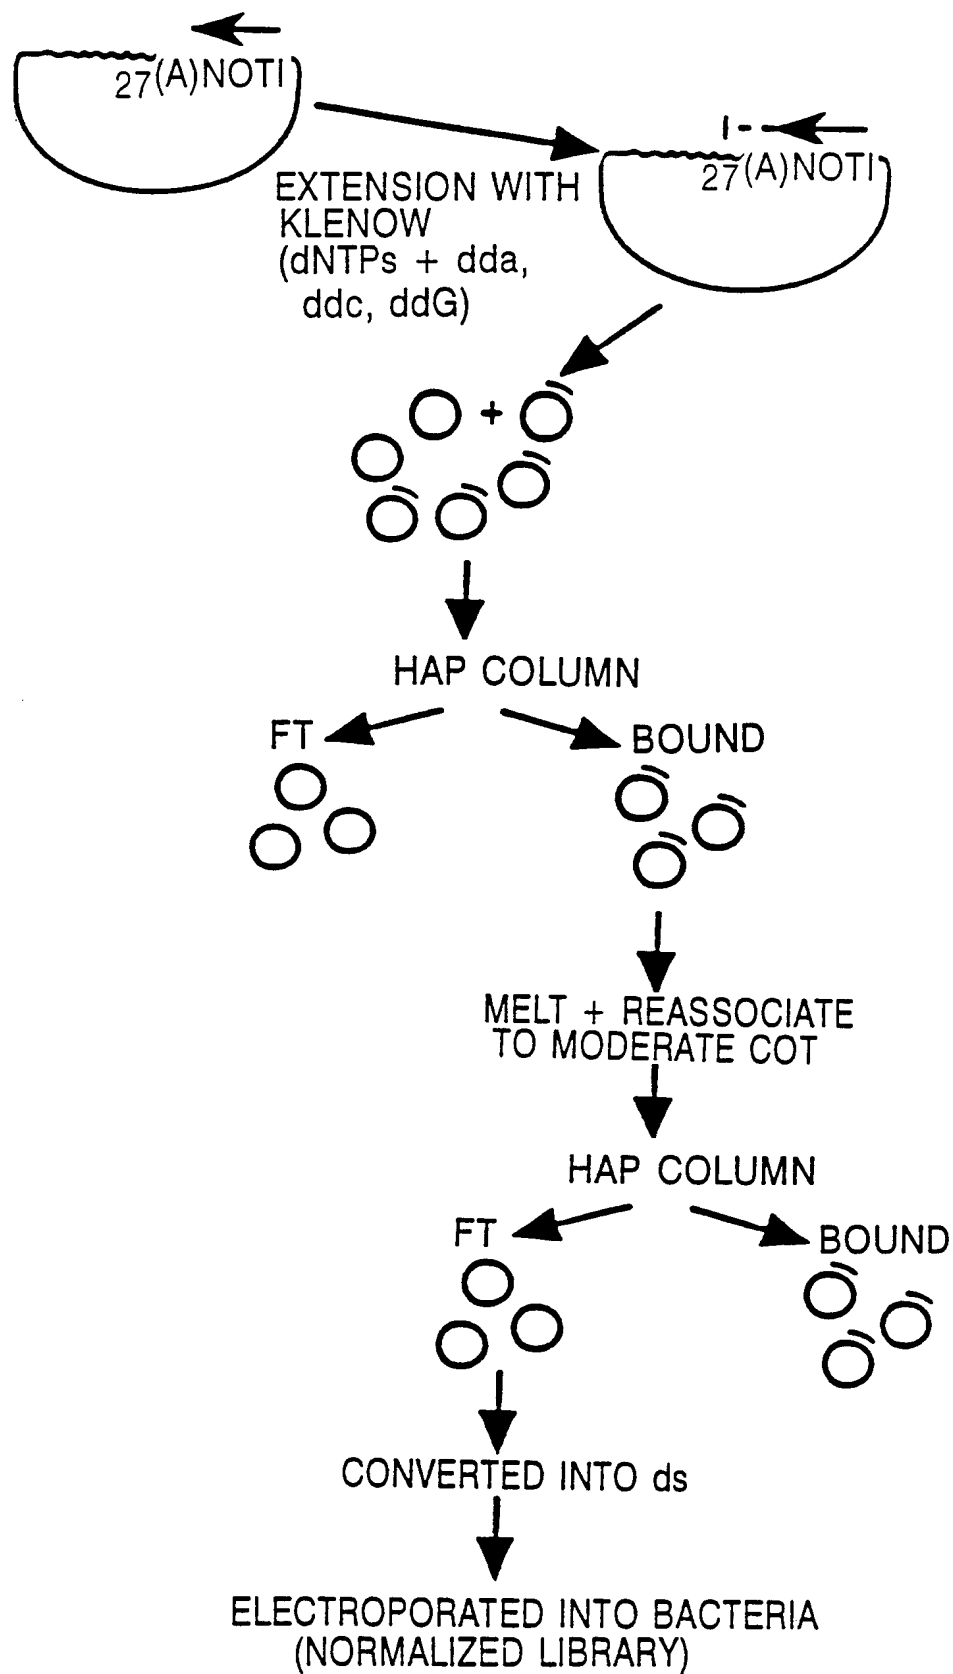 27(A)NOTI
27(A)NOTI
EXTENSION WITH
KLENOW
(dNTPs + dda,
ddc, ddG)
+
HAP COLUMN
FT
BOUND
MELT + REASSOCIATE
TO MODERATE COT
HAP COLUMN
FT
BOUND
CONVERTED INTO ds
ELECTROPORATED INTO BACTERIA
(NORMALIZED LIBRARY)